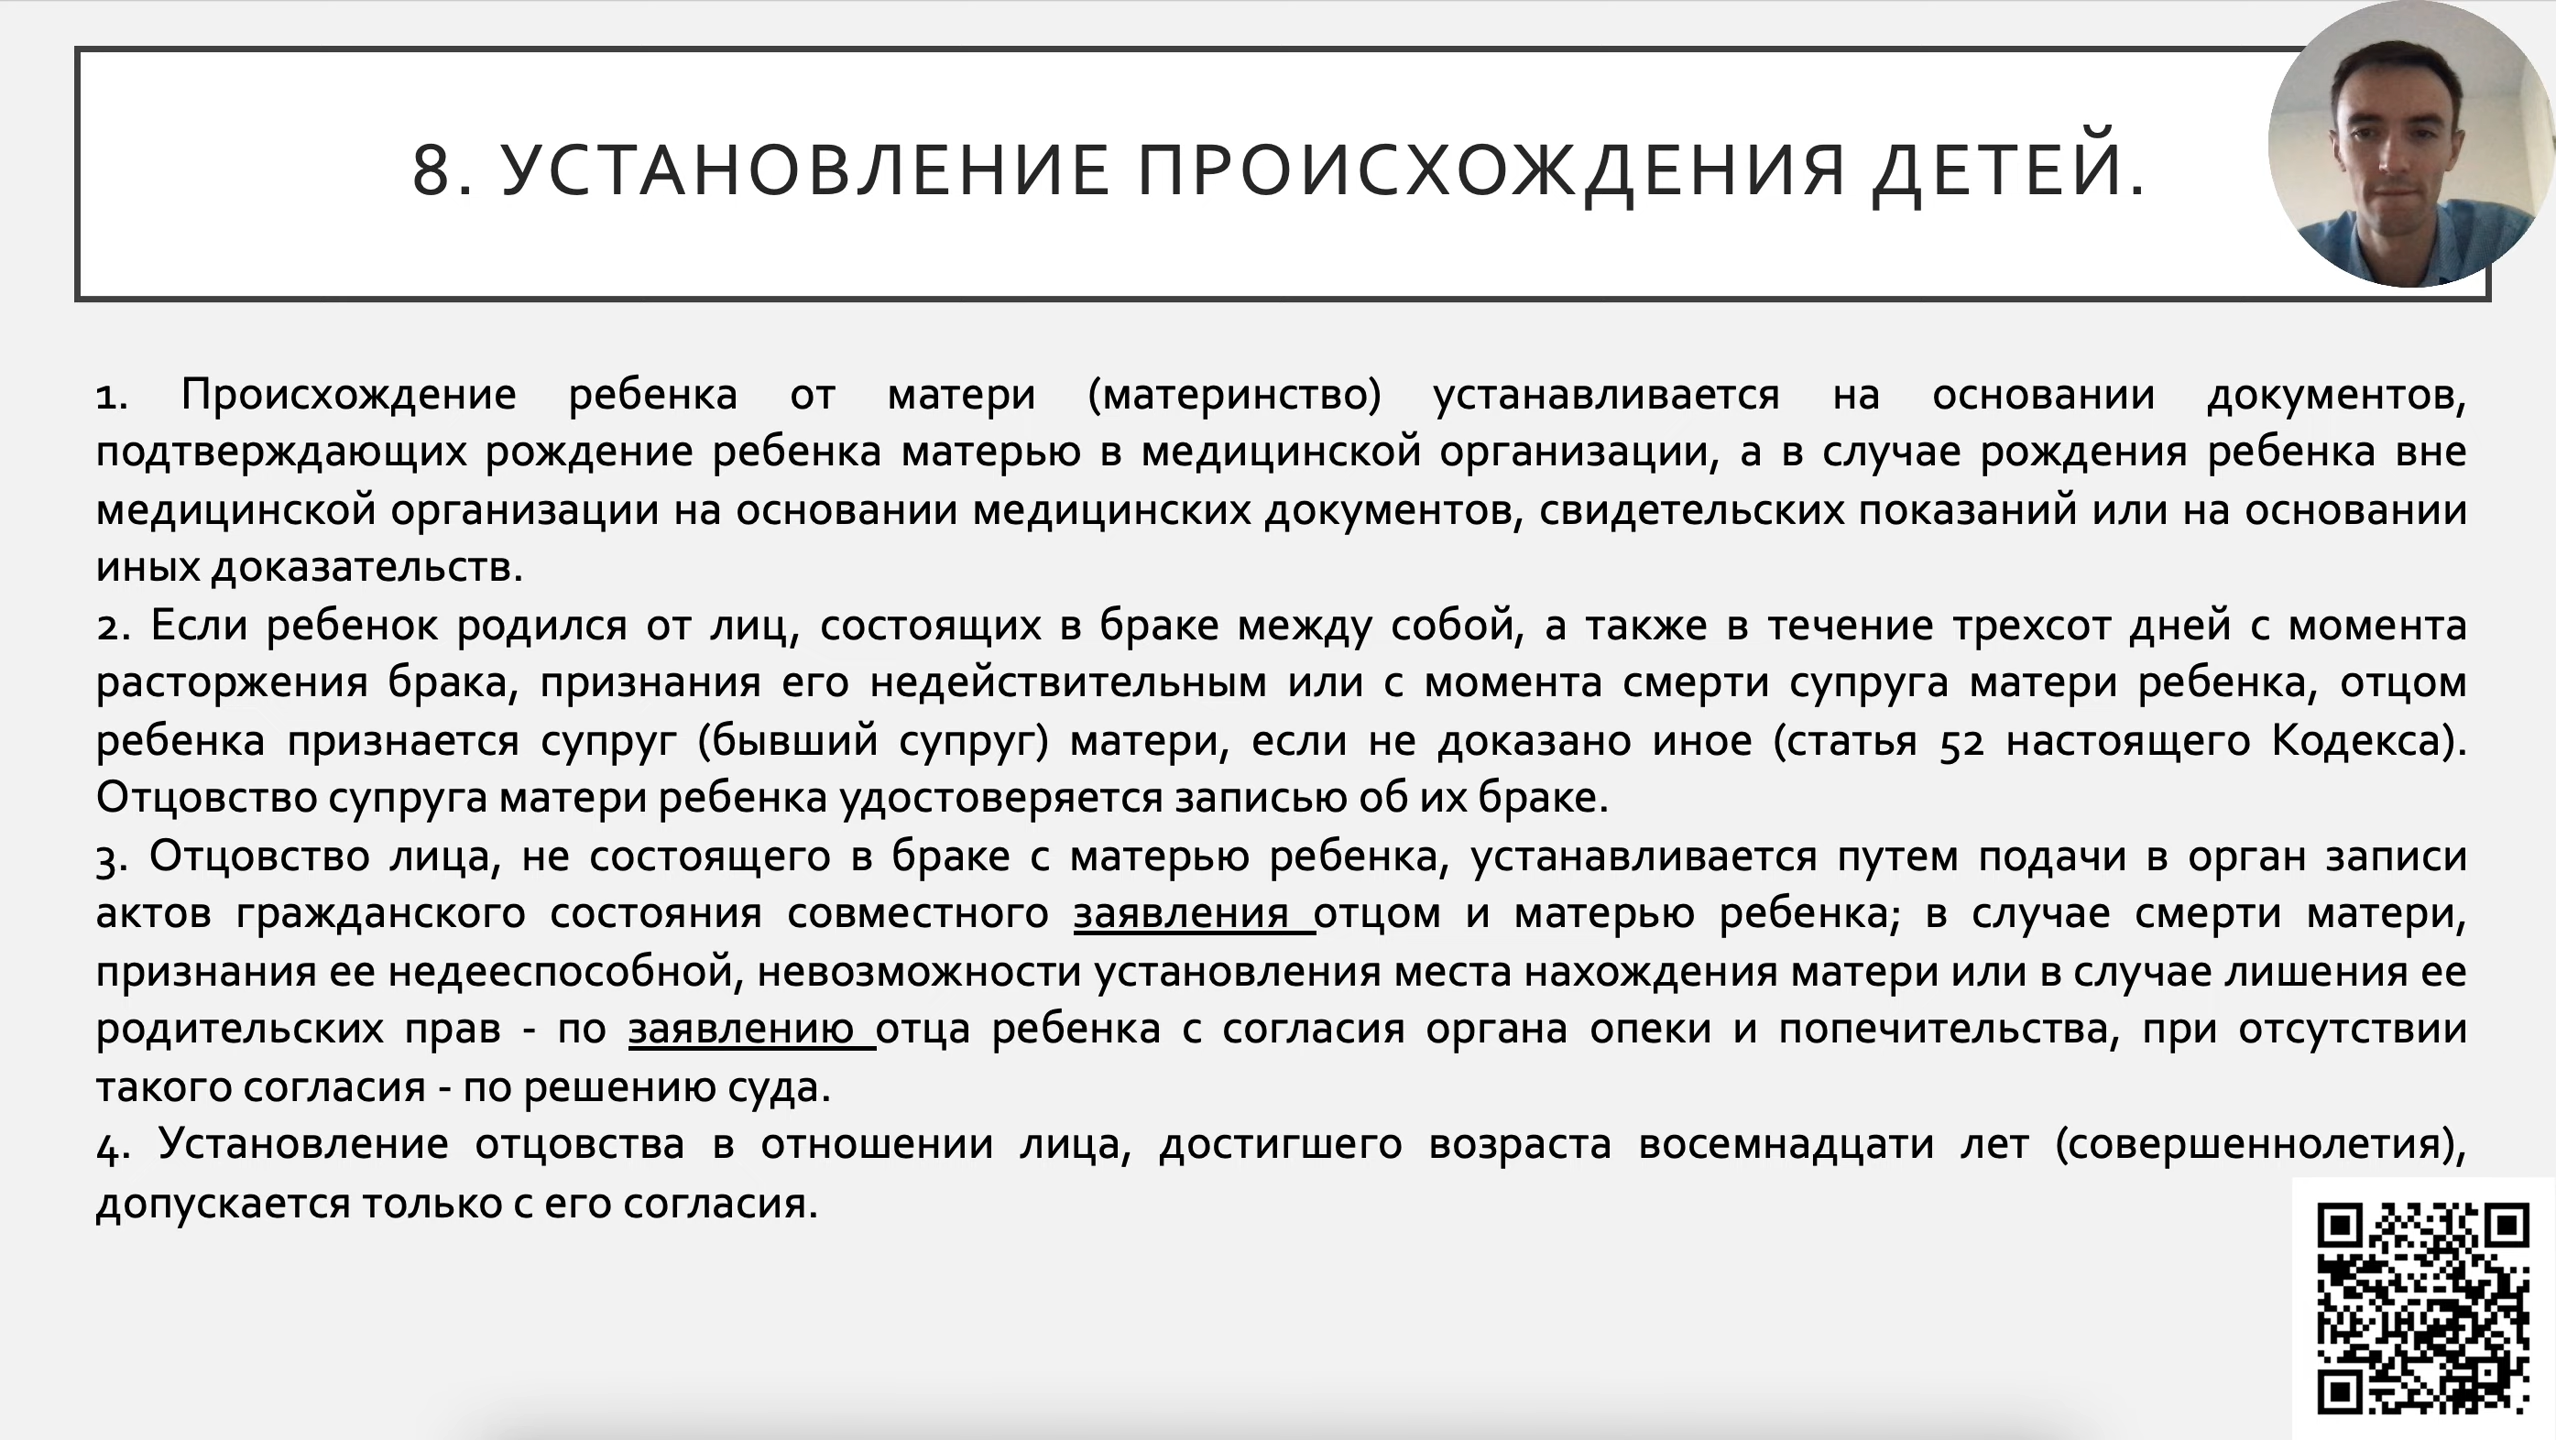 8. УСТАНОВЛЕНИЕ ПРОИСХОЖДЕНИЯ ДЕТЕЙ.
1. Происхождение ребенка от матери (материнство) устанавливается на основании документов,
подтверждающих рождение ребенка матерью в медицинской организации, а в случае рождения ребенка вне
медицинской организации на основании медицинских документов, свидетельских показаний или на основании
иных доказательств.
2. Если ребенок родился от лиц, состоящих в браке между собой, а также в течение трехсот дней с момента
расторжения брака, признания его недействительным или с момента смерти супруга матери ребенка, отцом
ребенка признается супруг (бывший супруг) матери, если не доказано иное (статья 52 настоящего Кодекса).
Отцовство супруга матери ребенка удостоверяется записью об их браке.
3. Отцовство лица, не состоящего в браке с матерью ребенка, устанавливается путем подачи в орган записи
актов гражданского состояния совместного заявления отцом и матерью ребенка; в случае смерти матери,
признания ее недееспособной, невозможности установления места нахождения матери или в случае лишения ее
родительских прав - по заявлению отца ребенка с согласия органа опеки и попечительства, при отсутствии
такого согласия - по решению суда.
4. Установление отцовства в отношении лица, достигшего возраста восемнадцати лет (совершеннолетия),
допускается только с его согласия.